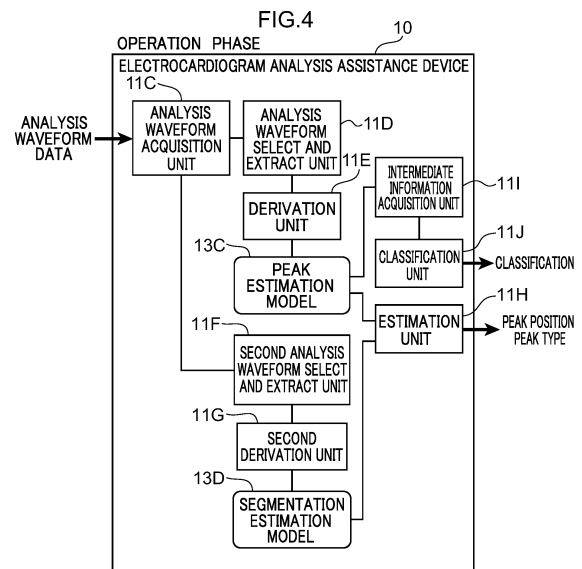 FIG.4
OPERATION PHASE
10
ELECTROCARDIOGRAM ANALYSIS ASSISTANCE DEVICE
11C
ANALYSIS
WAVEFORM
DATA
ANALYSIS
WAVEFORM
ACQUISITION
UNIT
ANALYSIS
WAVEFORM
SELECT AND
EXTRACT UNIT
11D
11E
DERIVATION
UNIT
INTERMEDIATE
INFORMATION
ACQUISITION UNIT
11I
13C
PEAK
ESTIMATION
MODEL
11J
CLASSIFICATION
UNIT
CLASSIFICATION
11H
ESTIMATION
UNIT
PEAK POSITION
PEAK TYPE
11F
SECOND ANALYSIS
WAVEFORM SELECT
AND EXTRACT UNIT
11G
SECOND
DERIVATION UNIT
13D
SEGMENTATION
ESTIMATION
MODEL